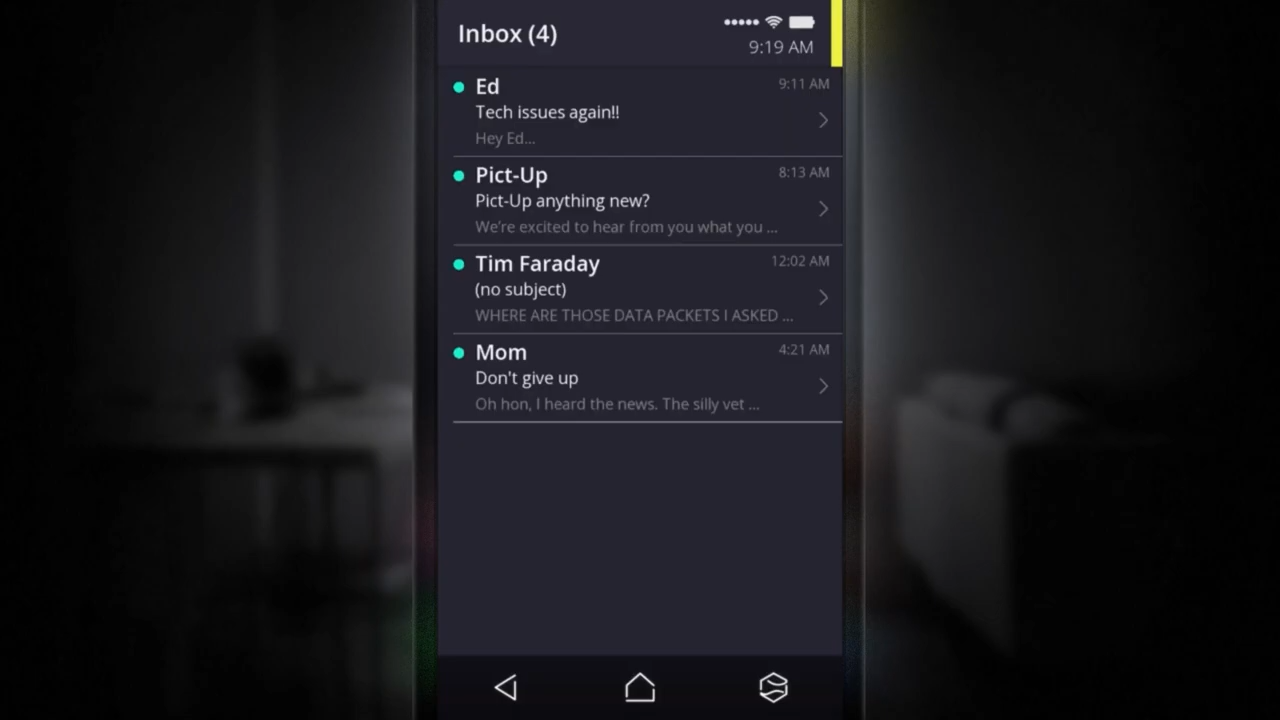 Inbox (4)
9:19 AM
Ed
9:11 AM
Tech issues again!!
Hey Ed...
Pict-Up
8:13 AM
Pict-Up anything new?
We're excited to hear from you what you ...
Tim Faraday
12:02 AM
(no subject)
WHERE ARE THOSE DATA PACKETS I ASKED ...
Mom
4:21 AM
Don't give up
Oh hon, I heard the news. The silly vet ...